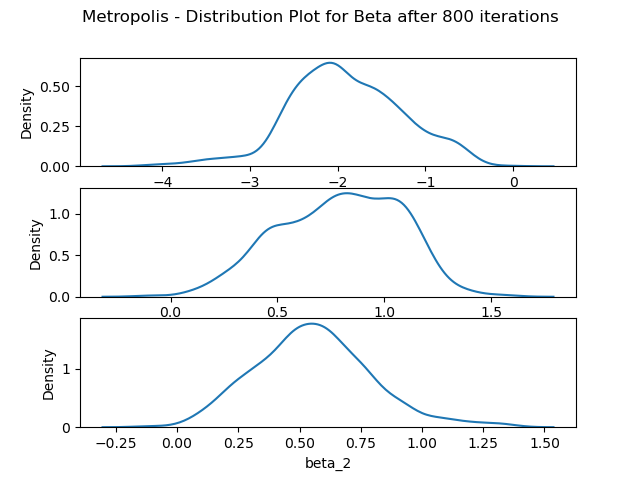 Metropolis - Distribution Plot for Beta after 800 iterations
Density
0.50
0.25
0.00
−4 −3 −2 −1 0
Density
1.0
0.5
0.0
0.0 0.5 1.0 1.5
Density
1
0
−0.25 0.00 0.25 0.50 0.75 1.00 1.25 1.50
beta_2